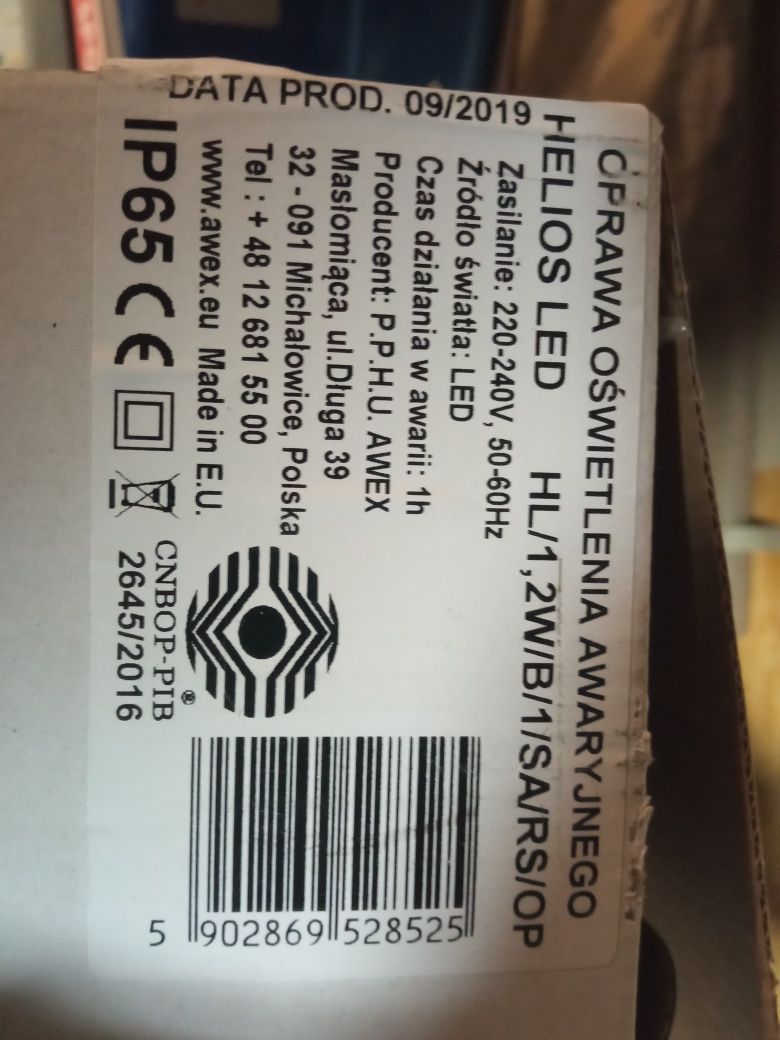 OPRAWA OŚWIETLENIA AWARYJNEGO
HELIOS LED HL/1,2W/B/1/SA/RS/OP
Zasilanie: 220-240V, 50-60Hz
Źródło światła: LED
Czas działania w awarii: 1h
Producent: P.P.H.U. AWEX
Masłomiąca, ul.Długa 39
32 - 091 Michałowice, Polska
Tel : + 48 12 681 55 00
www.awex.eu Made in E.U.
IP65 CE
DATA PROD. 09/2019
®
CNBOP-PIB
2645/2016
5 902869 528525